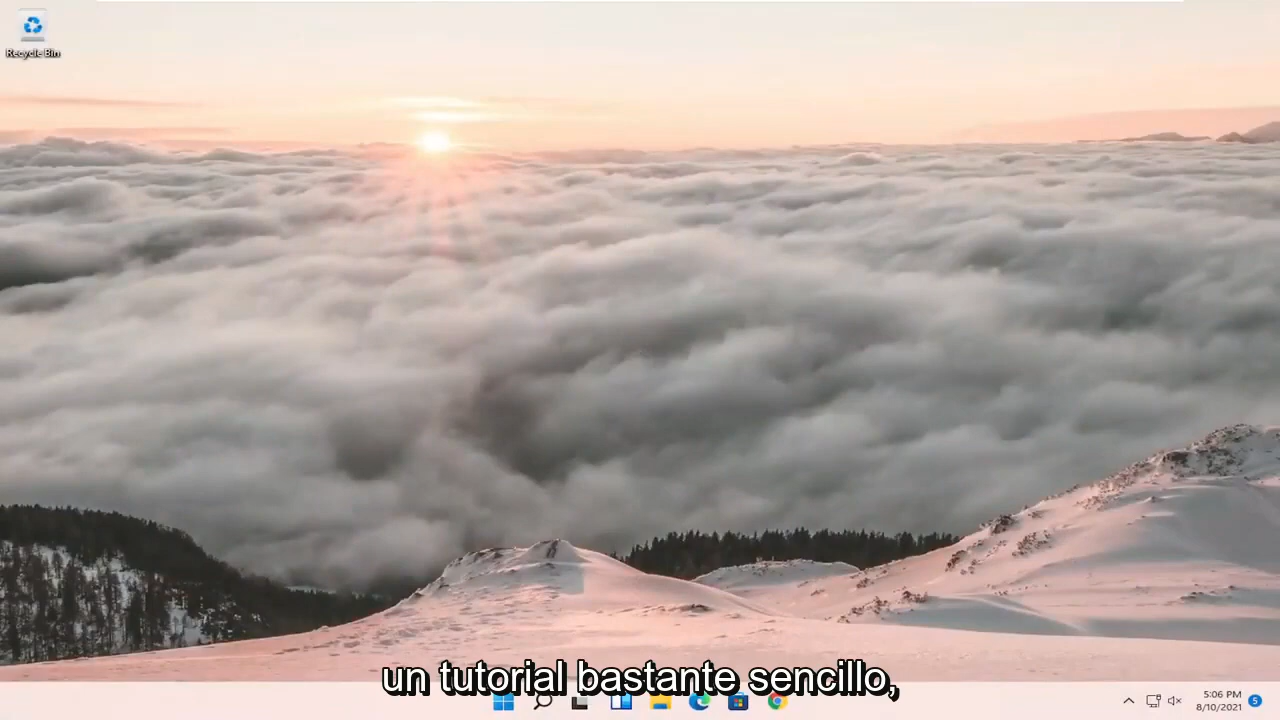 Recycle Bin
un tutorial bastante sencillo,
5:06 PM
8/10/2021
5